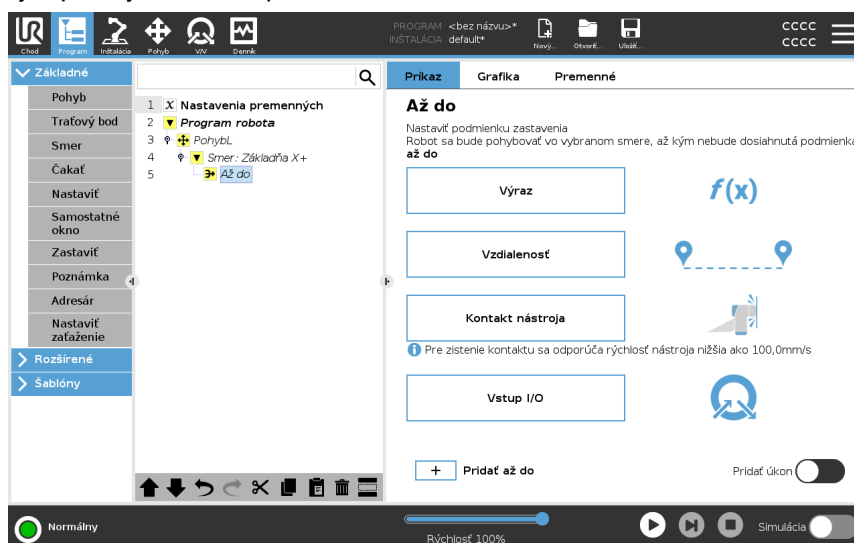 PROGRAM <bez názvu>*
INŠTALÁCIA default*
UR
Chod
Program
Inštalácia
Pohyb
V/V
Denník
Nový...
Otvoriť...
Uložiť...
CCCC
CCCC
Základné
Pohyb
Traťový bod
Smer
Čakať
Nastaviť
Samostatné
okno
Zastaviť
Poznámka
Adresár
Nastaviť
zaťaženie
Rozšírené
Šablóny
1 X Nastavenia premenných
2 Program robota
3 PohybL
4 Smer: Základňa X+
5 Až do
Príkaz
Grafika
Premenné
Až do
Nastaviť podmienku zastavenia
Robot sa bude pohybovať vo vybranom smere, až kým nebude dosiahnutá podmienka
až do
Výraz
f(x)
Vzdialenosť
Kontakt nástroja
Pre zistenie kontaktu sa odporúča rýchlosť nástroja nižšia ako 100,0mm/s
Vstup I/O
+ Pridať až do
Pridať úkon
Normálny
Rýchlosť 100%
Simulácia